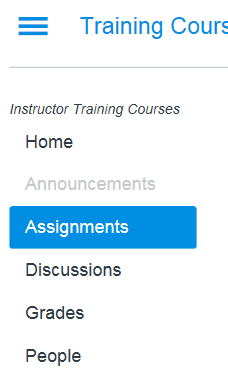 Training Cours
Instructor Training Courses
Home
Announcements
Assignments
Discussions
Grades
People